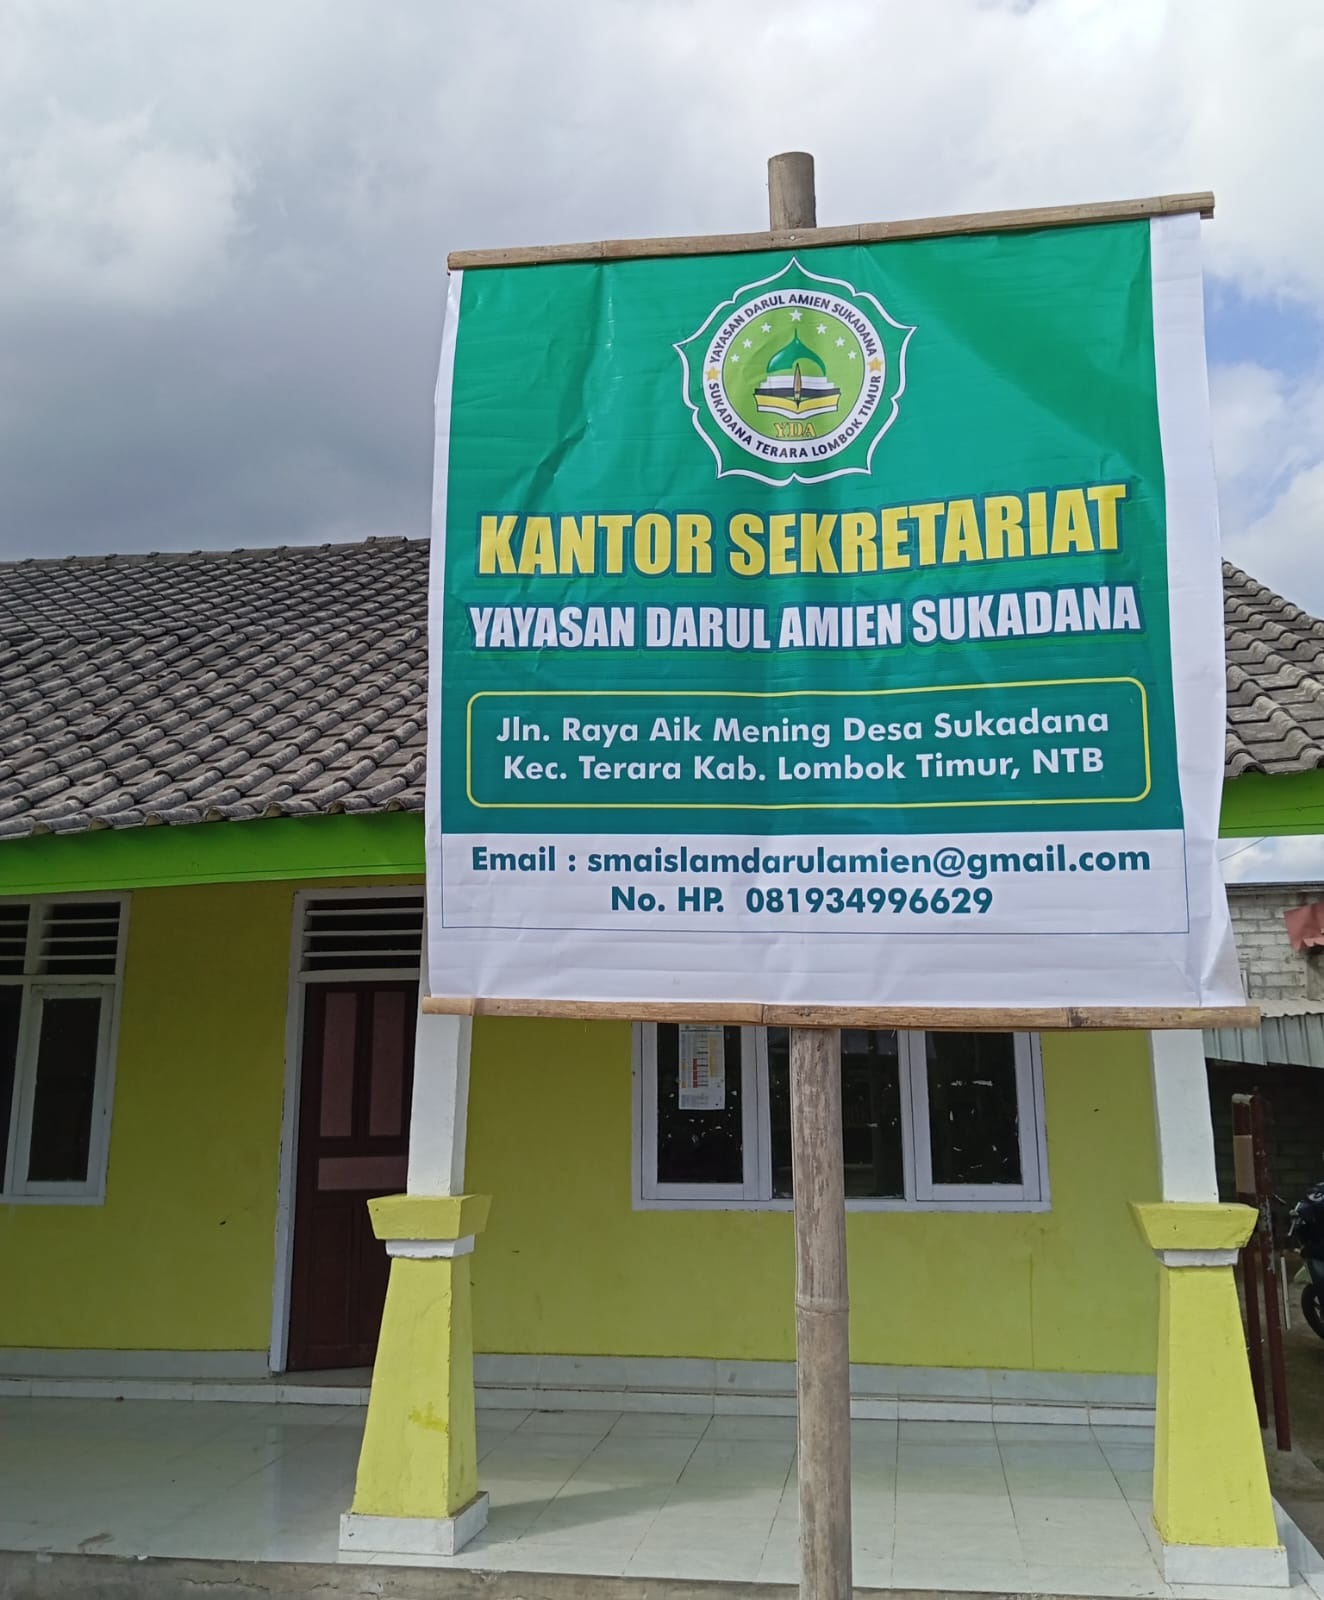 YAYASAN DARUL AMIEN SUKADANA
YDA
SUKADANA TERARA LOMBOK TIMUR
KANTOR SEKRETARIAT
YAYASAN DARUL AMIEN SUKADANA
Jln. Raya Aik Mening Desa Sukadana
Kec. Terara Kab. Lombok Timur, NTB
Email : smaislamdarulamien@gmail.com
No. HP. 081934996629